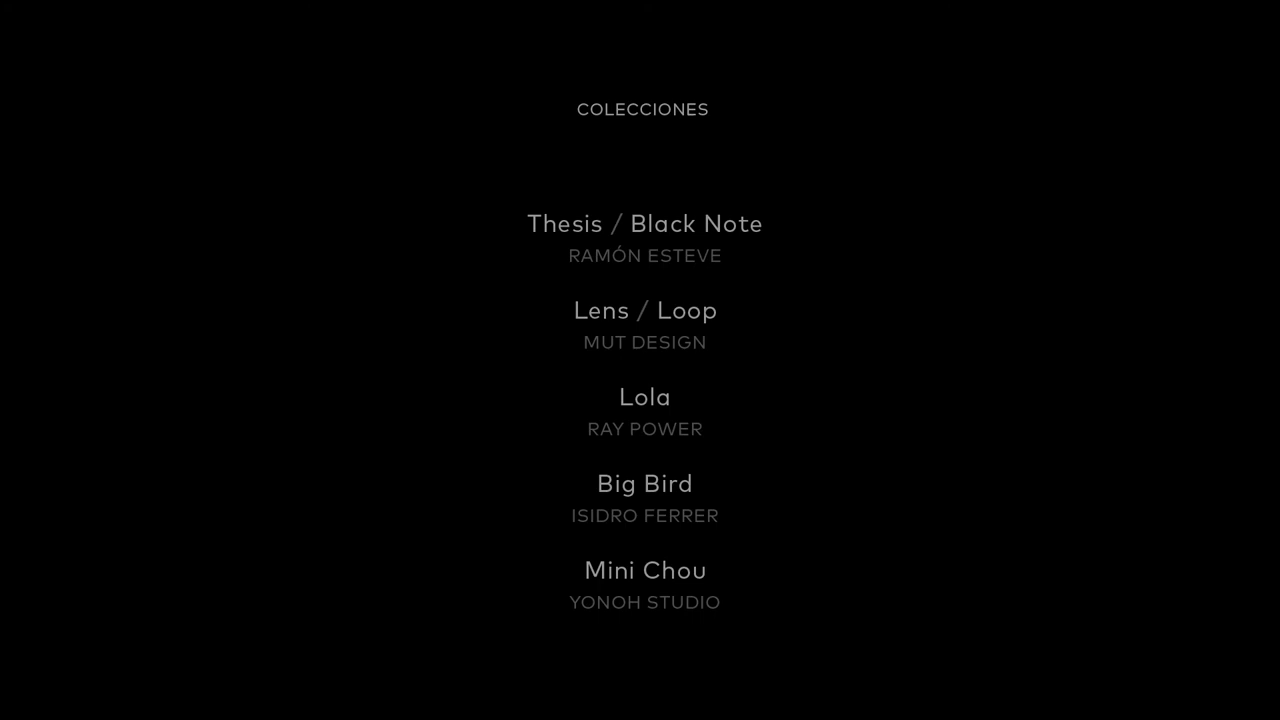 COLECCIONES
Thesis / Black Note
RAMÓN ESTEVE
Lens / Loop
MUT DESIGN
Lola
RAY POWER
Big Bird
ISIDRO FERRER
Mini Chou
YONOH STUDIO